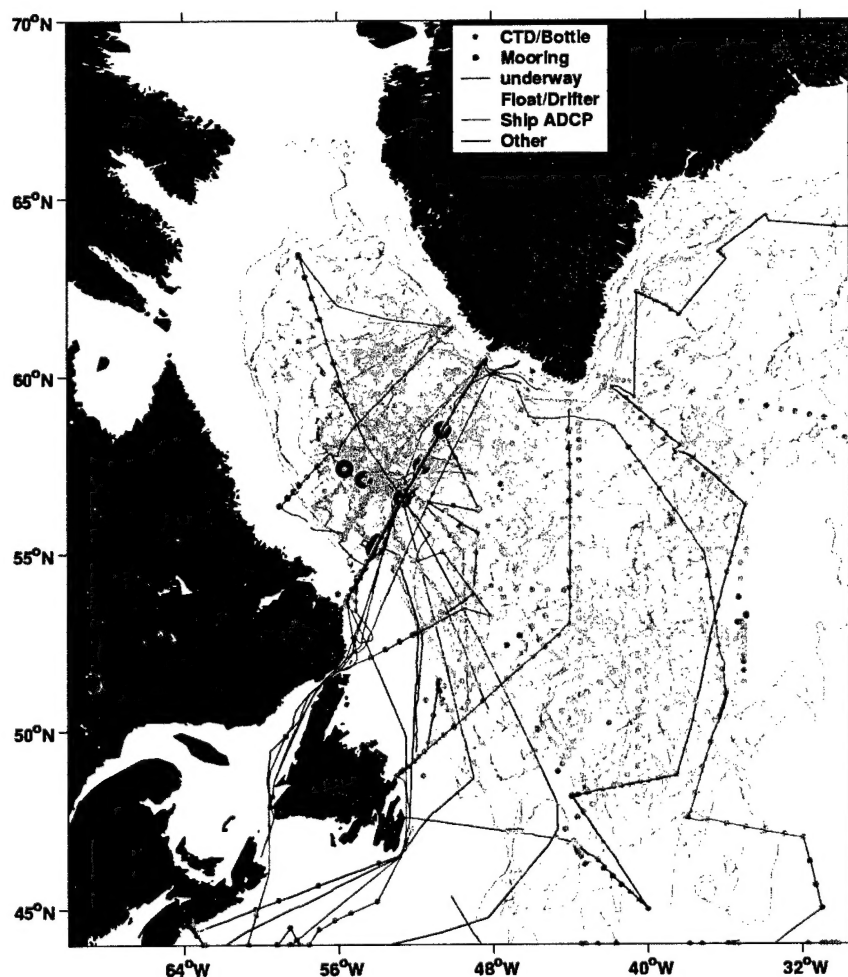 70°N
65°N
60°N
55°N
50°N
45°N
CTD/Bottle
Mooring
underway
Float/Drifter
Ship ADCP
Other
64°W
56°W
48°W
40°W
32°W